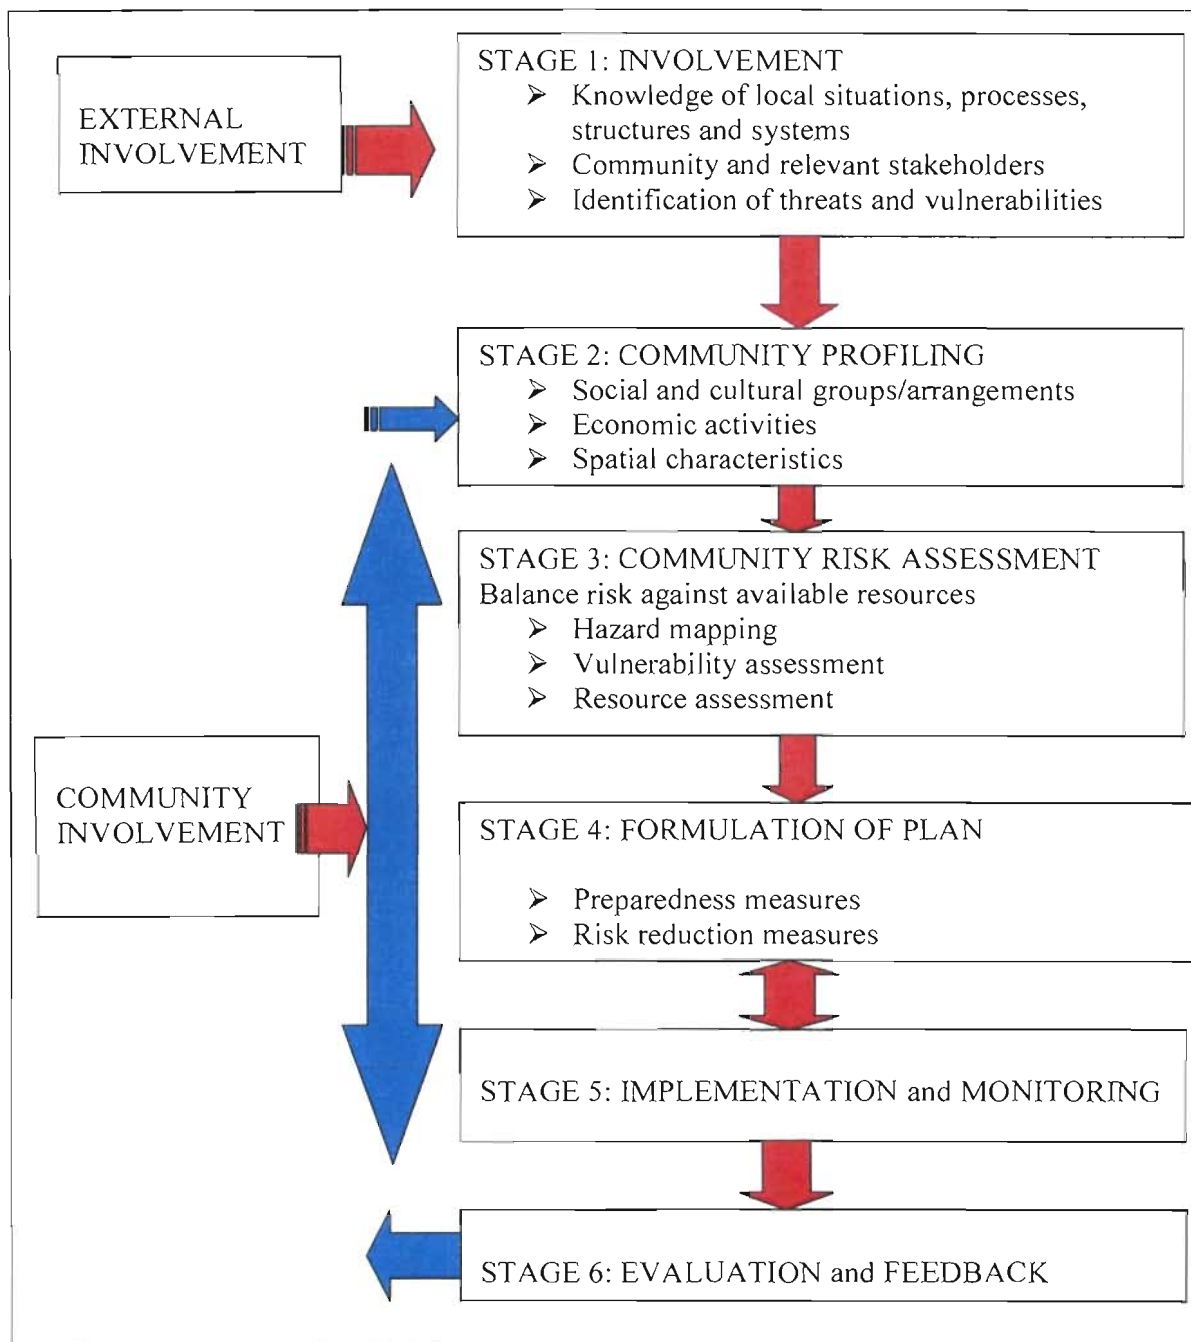 EXTERNAL
INVOLVEMENT
STAGE 1: INVOLVEMENT
➢ Knowledge of local situations, processes,
structures and systems
➢ Community and relevant stakeholders
➢ Identification of threats and vulnerabilities
STAGE 2: COMMUNITY PROFILING
➢ Social and cultural groups/arrangements
➢ Economic activities
➢ Spatial characteristics
STAGE 3: COMMUNITY RISK ASSESSMENT
Balance risk against available resources
➢ Hazard mapping
➢ Vulnerability assessment
➢ Resource assessment
COMMUNITY
INVOLVEMENT
STAGE 4: FORMULATION OF PLAN
➢ Preparedness measures
➢ Risk reduction measures
STAGE 5: IMPLEMENTATION and MONITORING
STAGE 6: EVALUATION and FEEDBACK